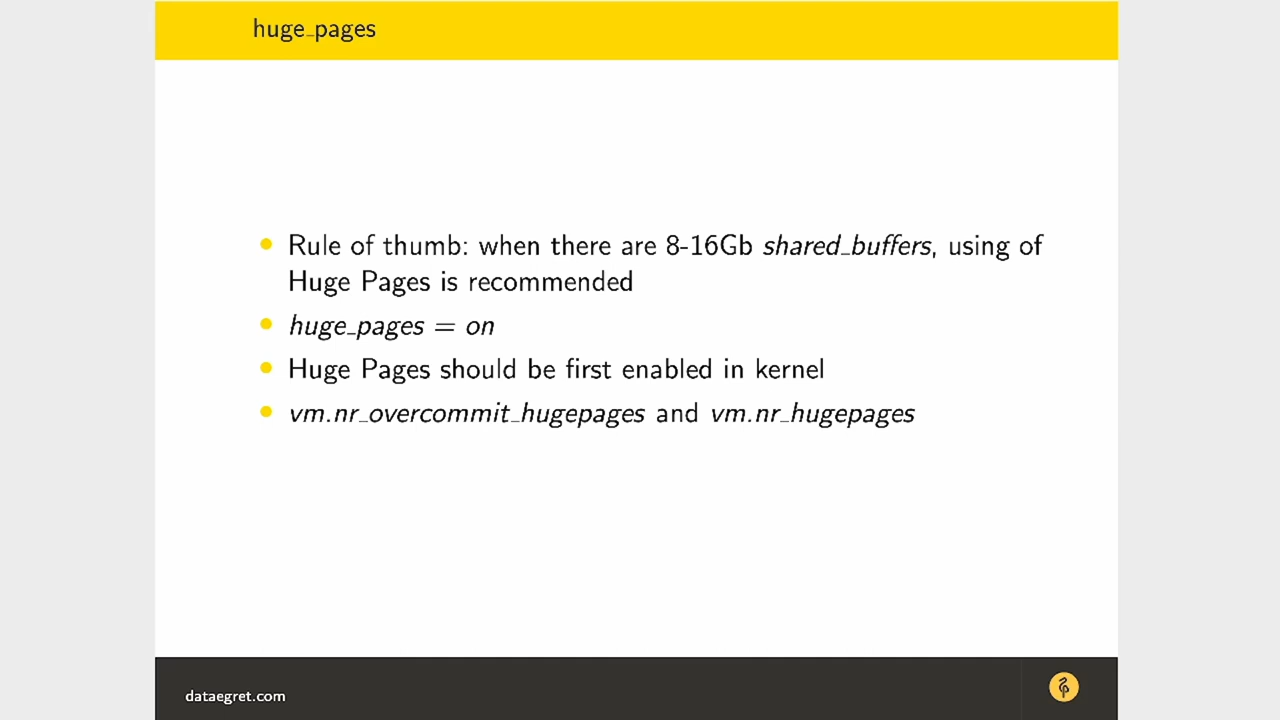 huge_pages
Rule of thumb: when there are 8-16Gb shared_buffers, using of
Huge Pages is recommended
huge_pages = on
Huge Pages should be first enabled in kernel
vm.nr_overcommit_hugepages and vm.nr_hugepages
dataegret.com